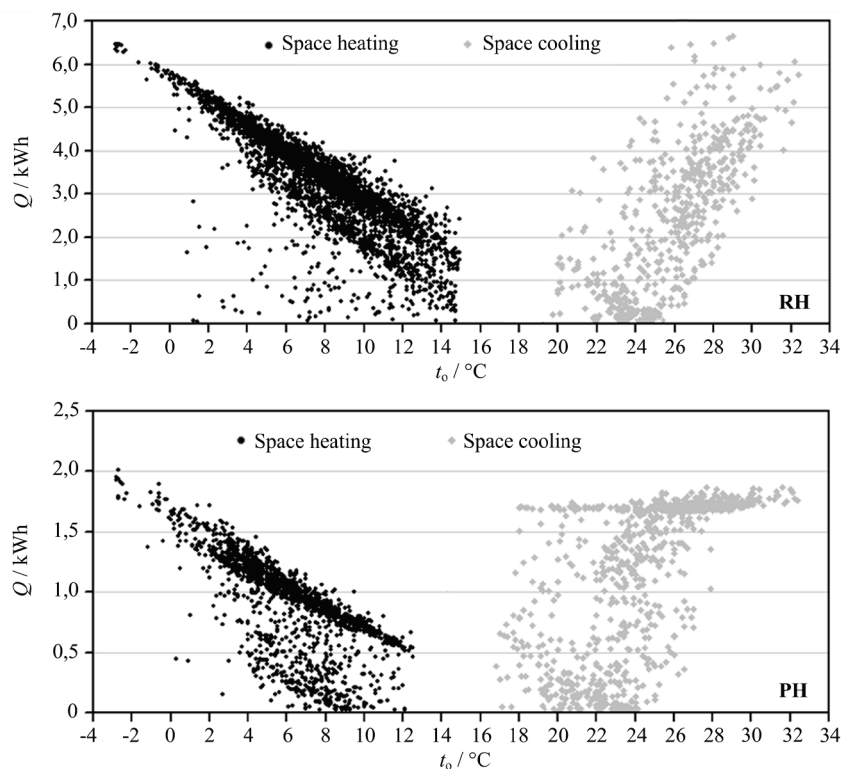 7,0
6,0
5,0
4,0
3,0
2,0
1,0
0
Q / kWh
Space heating Space cooling
RH
-4 -2 0 2 4 6 8 10 12 14 16 18 20 22 24 26 28 30 32 34
to / °C
2,5
2,0
1,5
1,0
0,5
0
Q / kWh
Space heating Space cooling
PH
-4 -2 0 2 4 6 8 10 12 14 16 18 20 22 24 26 28 30 32 34
to / °C